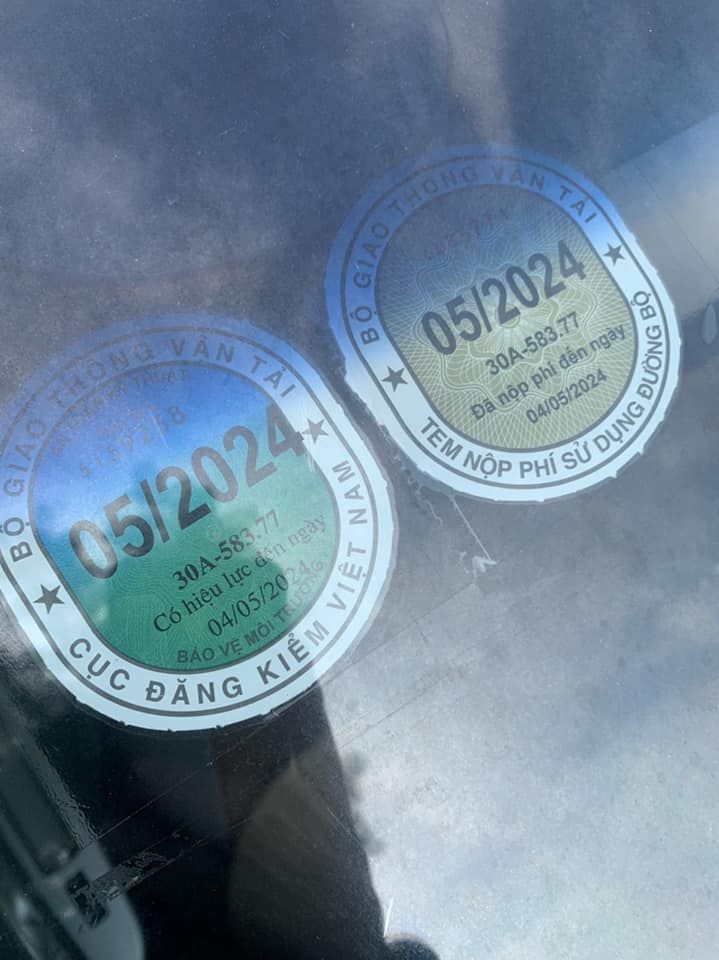 BỘ GIAO THÔNG VẬN TẢI
05/2024
30A-583.77
Có hiệu lực đến ngày
04/05/2024
BẢO VỆ MÔI TRƯỜNG
CỤC ĐĂNG KIỂM VIỆT NAM
BỘ GIAO THÔNG VẬN TẢI
05/2024
30A-583.77
Đã nộp phí đến ngày
04/05/2024
TEM NỘP PHÍ SỬ DỤNG ĐƯỜNG BỘ